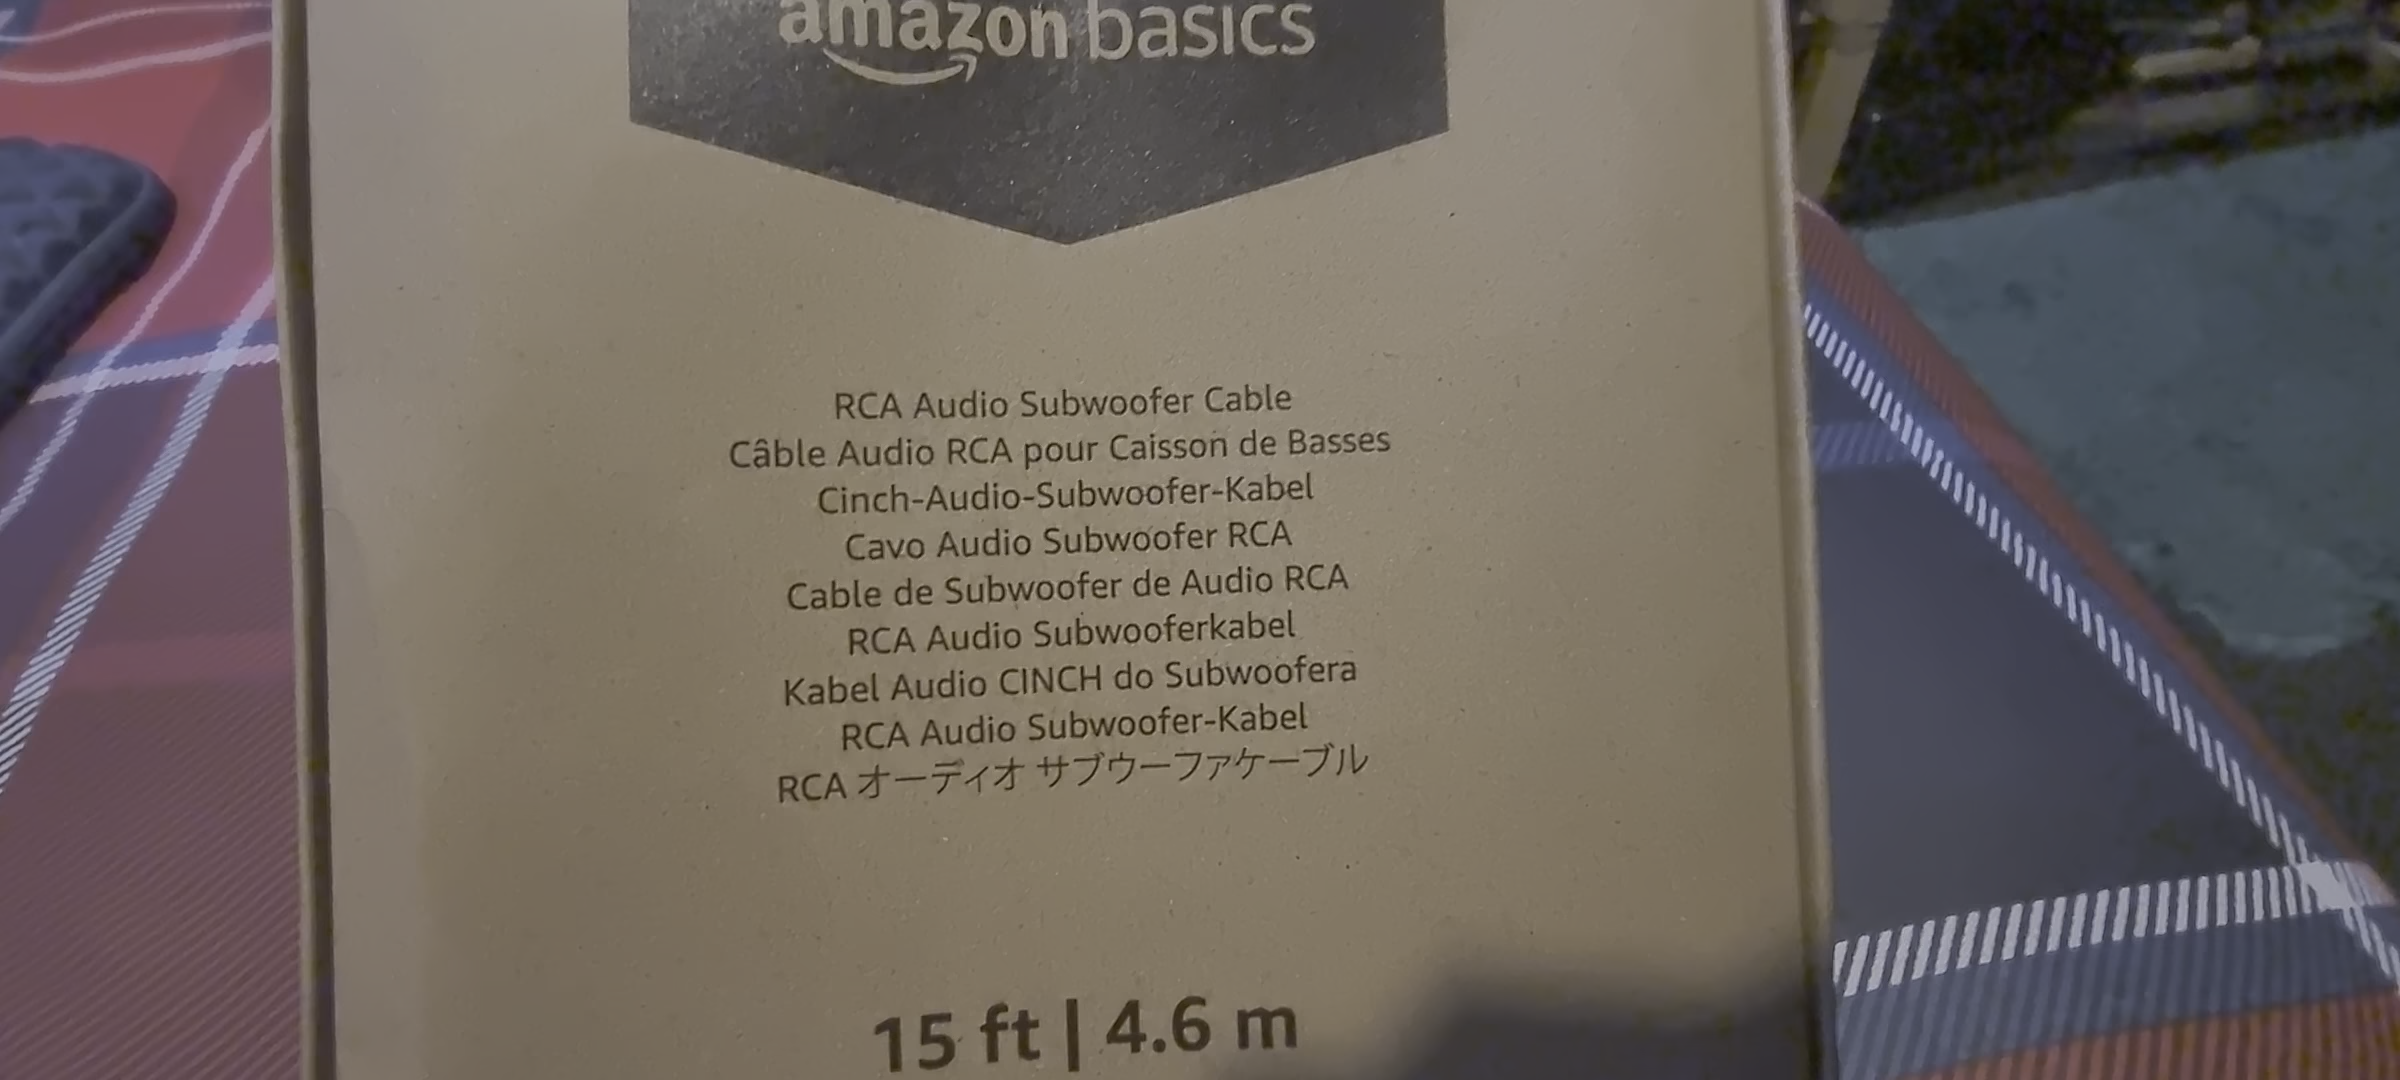 amazon basics
RCA Audio Subwoofer Cable
Câble Audio RCA pour Caisson de Basses
Cinch-Audio-Subwoofer-Kabel
Cavo Audio Subwoofer RCA
Cable de Subwoofer de Audio RCA
RCA Audio Subwooferkabel
Kabel Audio CINCH do Subwoofera
RCA Audio Subwoofer-Kabel
RCA オーディオ サブウーファケーブル
15 ft | 4.6 m